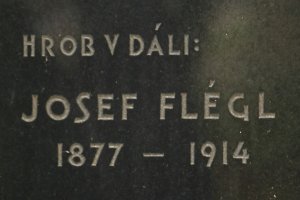 HROB V DÁLI:
JOSEF FLÉGL
1877 – 1914